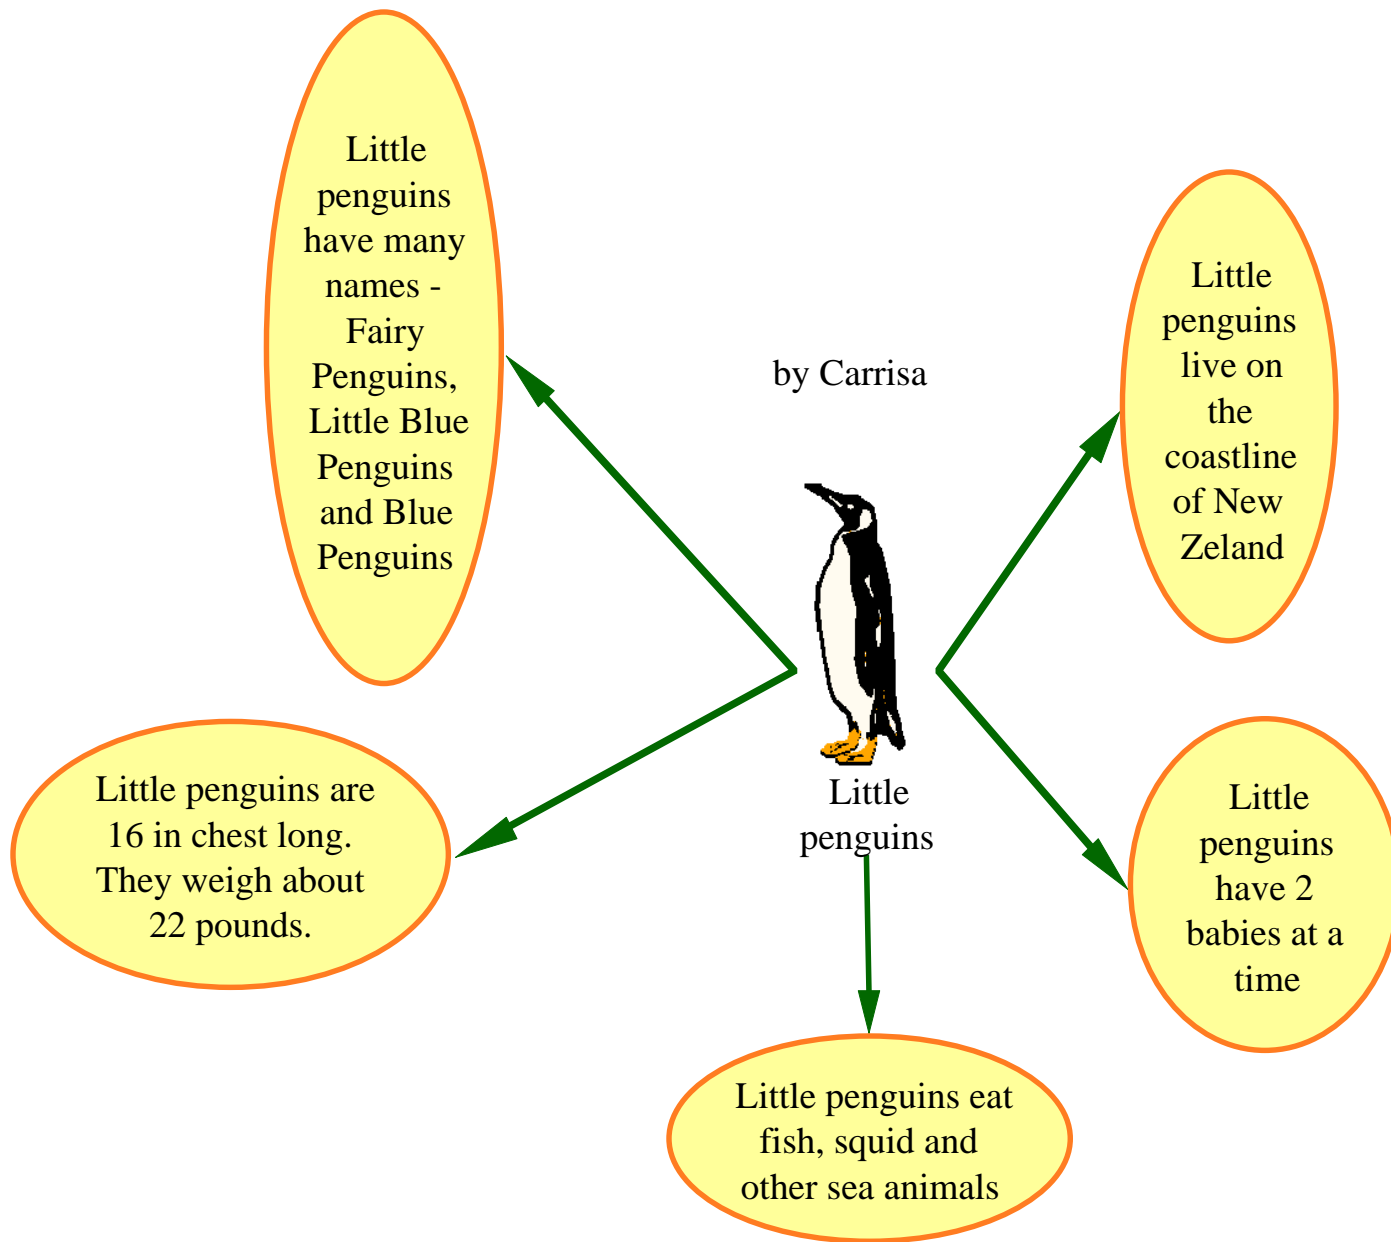 Little
penguins
have many
names -
Fairy
Penguins,
Little Blue
Penguins
and Blue
Penguins
by Carrisa
Little
penguins
live on
the
coastline
of New
Zeland
Little penguins are
16 in chest long.
They weigh about
22 pounds.
Little
penguins
Little
penguins
have 2
babies at a
time
Little penguins eat
fish, squid and
other sea animals